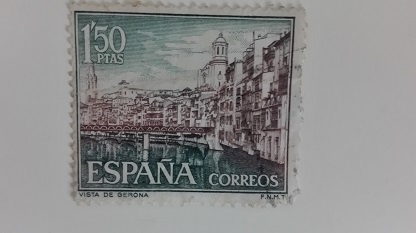 1'50
PTAS
ESPAÑA CORREOS
VISTA DE GERONA F.N.M.T.